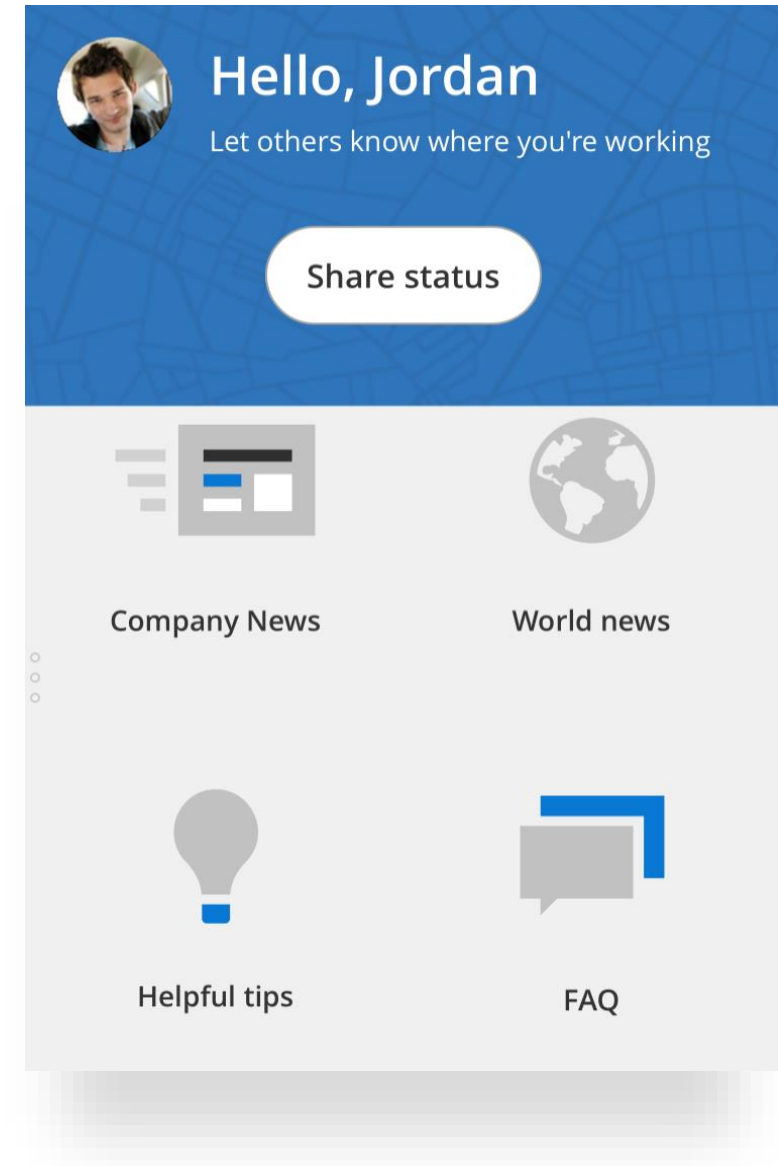 Hello, Jordan
Let others know where you're working
Share status
Company News
World news
Helpful tips
FAQ